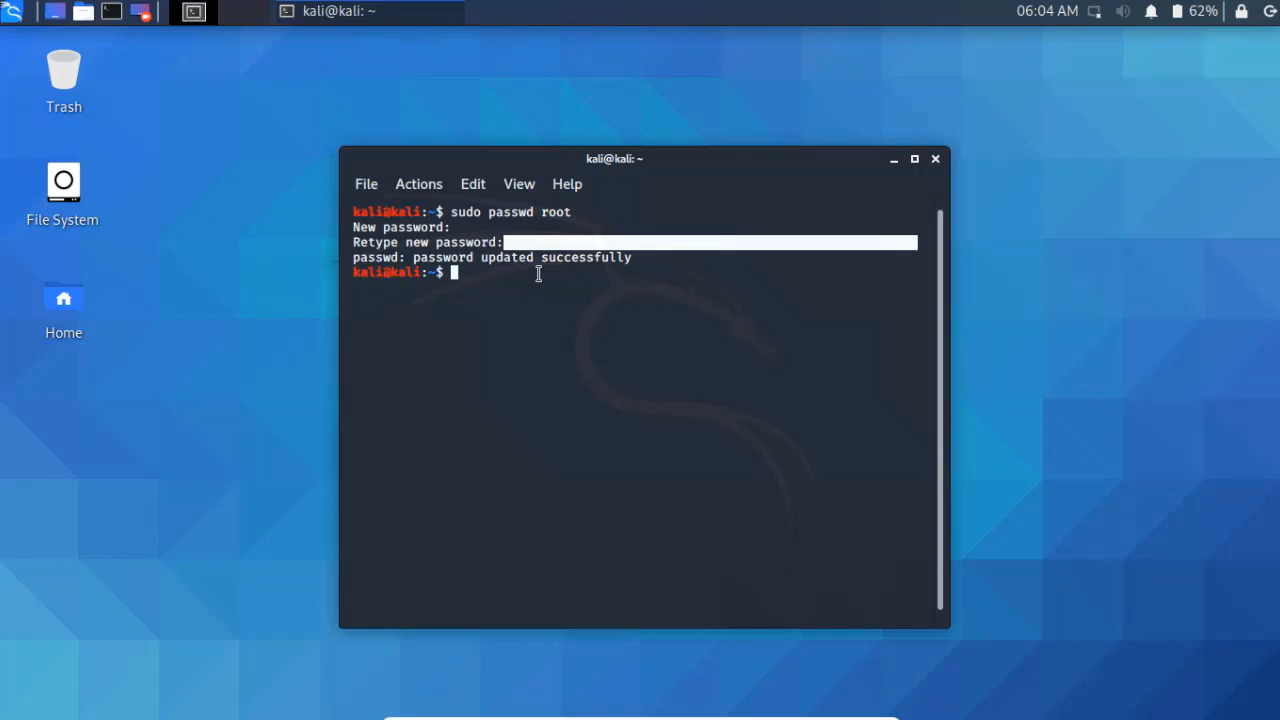 kali@kali: ~
06:04 AM
62%
Trash
File System
Home
kali@kali: ~
File Actions Edit View Help
kali@kali:~$ sudo passwd root
New password:
Retype new password:
passwd: password updated successfully
kali@kali:~$